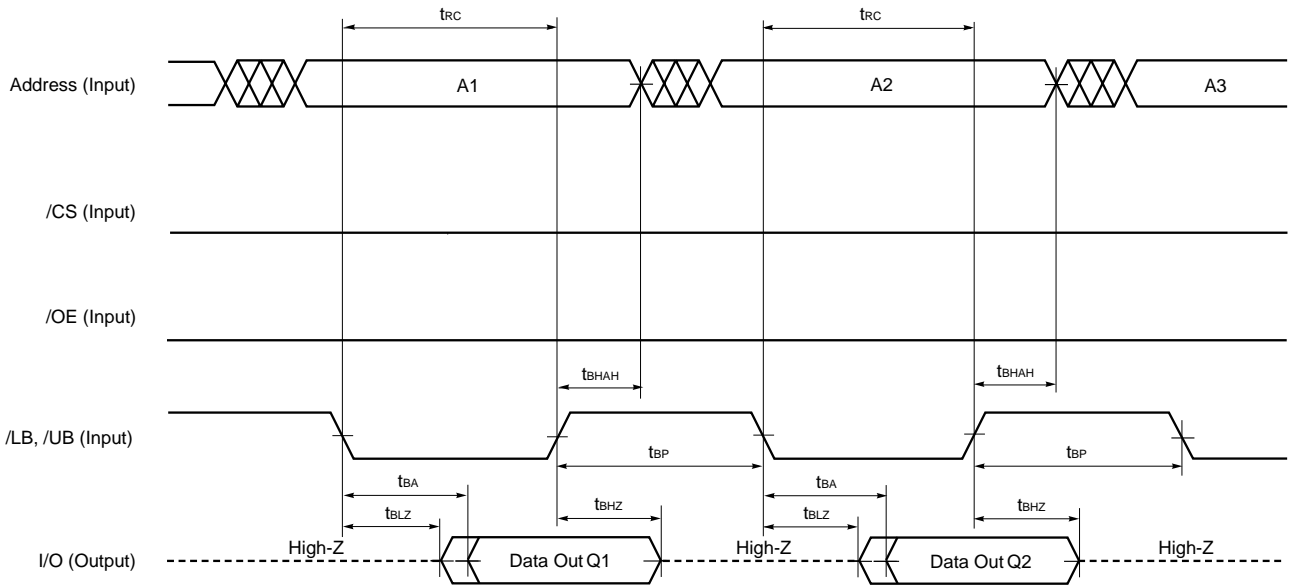 tRC tRC
Address (Input) A1 A2 A3
/CS (Input)
/OE (Input)
tBHAH tBHAH
/LB, /UB (Input)
tBP tBP
tBA tBA
tBLZ tBHZ tBLZ tBHZ
I/O (Output) High-Z Data Out Q1 High-Z Data Out Q2 High-Z